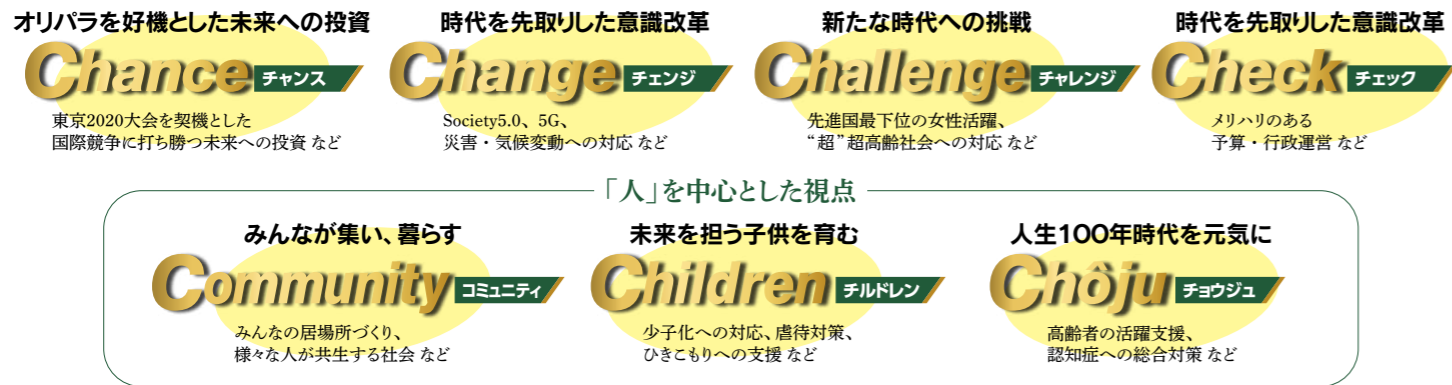 オリパラを好機とした未来への投資
Chance チャンス
東京2020大会を契機とした
国際競争に打ち勝つ未来への投資 など
時代を先取りした意識改革
Change チェンジ
Society5.0、5G、
災害・気候変動への対応 など
新たな時代への挑戦
Challenge チャレンジ
先進国最下位の女性活躍、
“超”超高齢社会への対応 など
時代を先取りした意識改革
Check チェック
メリハリのある
予算・行政運営 など
「人」を中心とした視点
みんなが集い、暮らす
Community コミュニティ
みんなの居場所づくり、
様々な人が共生する社会 など
未来を担う子供を育む
Children チルドレン
少子化への対応、虐待対策、
ひきこもりへの支援 など
人生100年時代を元気に
Chôju チョウジュ
高齢者の活躍支援、
認知症への総合対策 など